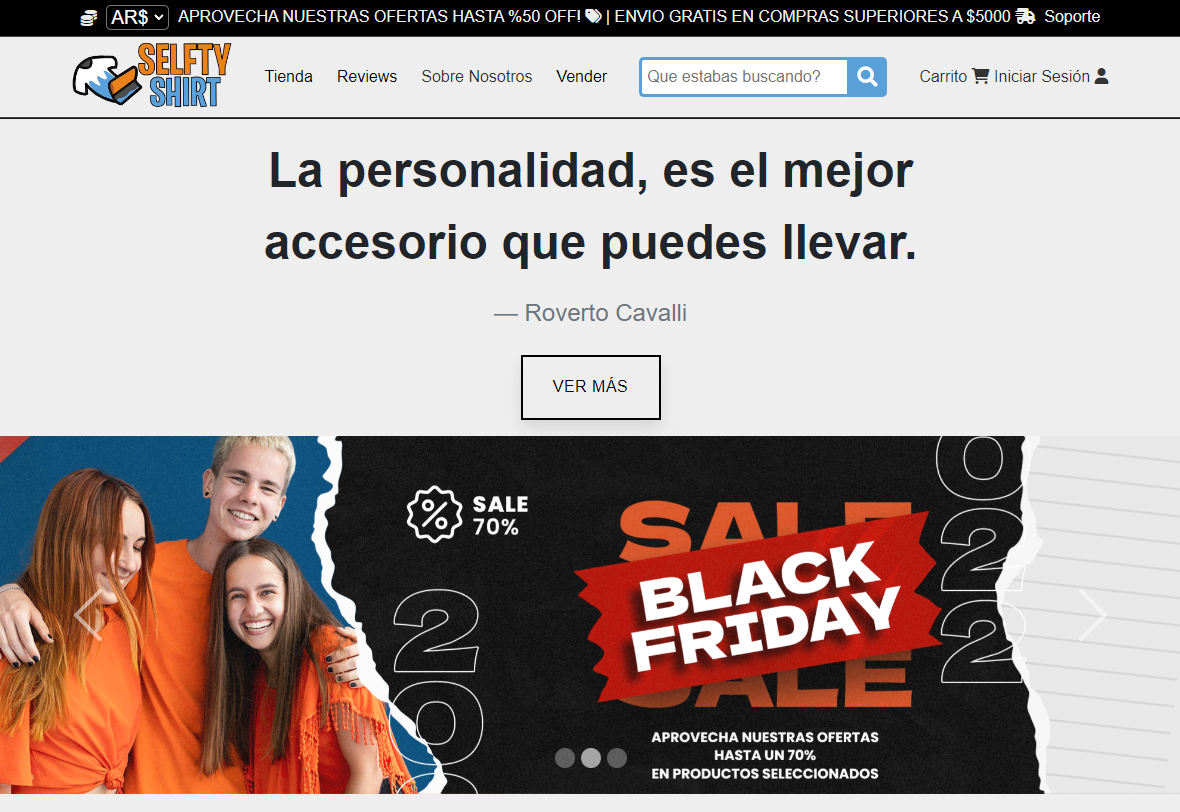 AR$ APROVECHA NUESTRAS OFERTAS HASTA %50 OFF! | ENVIO GRATIS EN COMPRAS SUPERIORES A $5000 Soporte
SELFTY
SHIRT
Tienda Reviews Sobre Nosotros Vender Que estabas buscando? Carrito Iniciar Sesión
La personalidad, es el mejor
accesorio que puedes llevar.
— Roverto Cavalli
VER MÁS
SALE
70%
SALE
BLACK
FRIDAY
SALE
2022
APROVECHA NUESTRAS OFERTAS
HASTA UN 70%
EN PRODUCTOS SELECCIONADOS